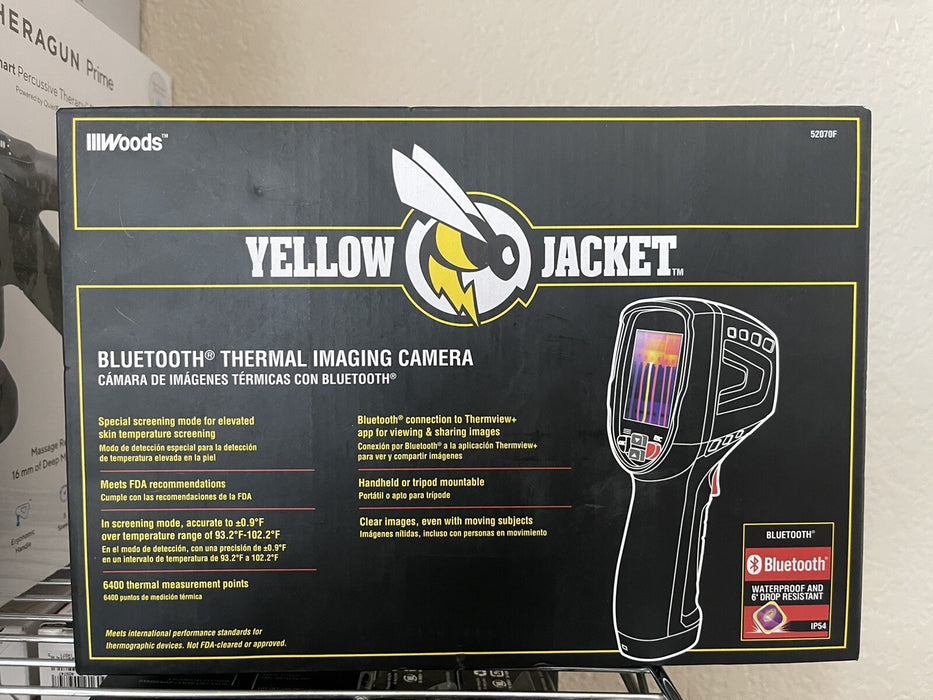 HERAGUN Prime
Percussive Therapy
Powered by
Massage
16 mm of Deep
Ergonomic
Handle
Woods™
52070F
YELLOW JACKET™
BLUETOOTH® THERMAL IMAGING CAMERA
CÁMARA DE IMÁGENES TÉRMICAS CON BLUETOOTH®
Special screening mode for elevated
skin temperature screening
Modo de detección especial para la detección
de temperatura elevada en la piel
Meets FDA recommendations
Cumple con las recomendaciones de la FDA
In screening mode, accurate to ±0.9°F
over temperature range of 93.2°F-102.2°F
En el modo de detección, con una precisión de ±0.9°F
en un intervalo de temperatura de 93.2°F a 102.2°F
6400 thermal measurement points
6400 puntos de medición térmica
Bluetooth® connection to Thermview+
app for viewing & sharing images
Conexión por Bluetooth® a la aplicación Thermview+
para ver y compartir imágenes
Handheld or tripod mountable
Portátil o apto para trípode
Clear images, even with moving subjects
Imágenes nítidas, incluso con personas en movimiento
Meets international performance standards for
thermographic devices. Not FDA-cleared or approved.
BLUETOOTH®
Bluetooth®
WATERPROOF AND
6' DROP RESISTANT
IP54